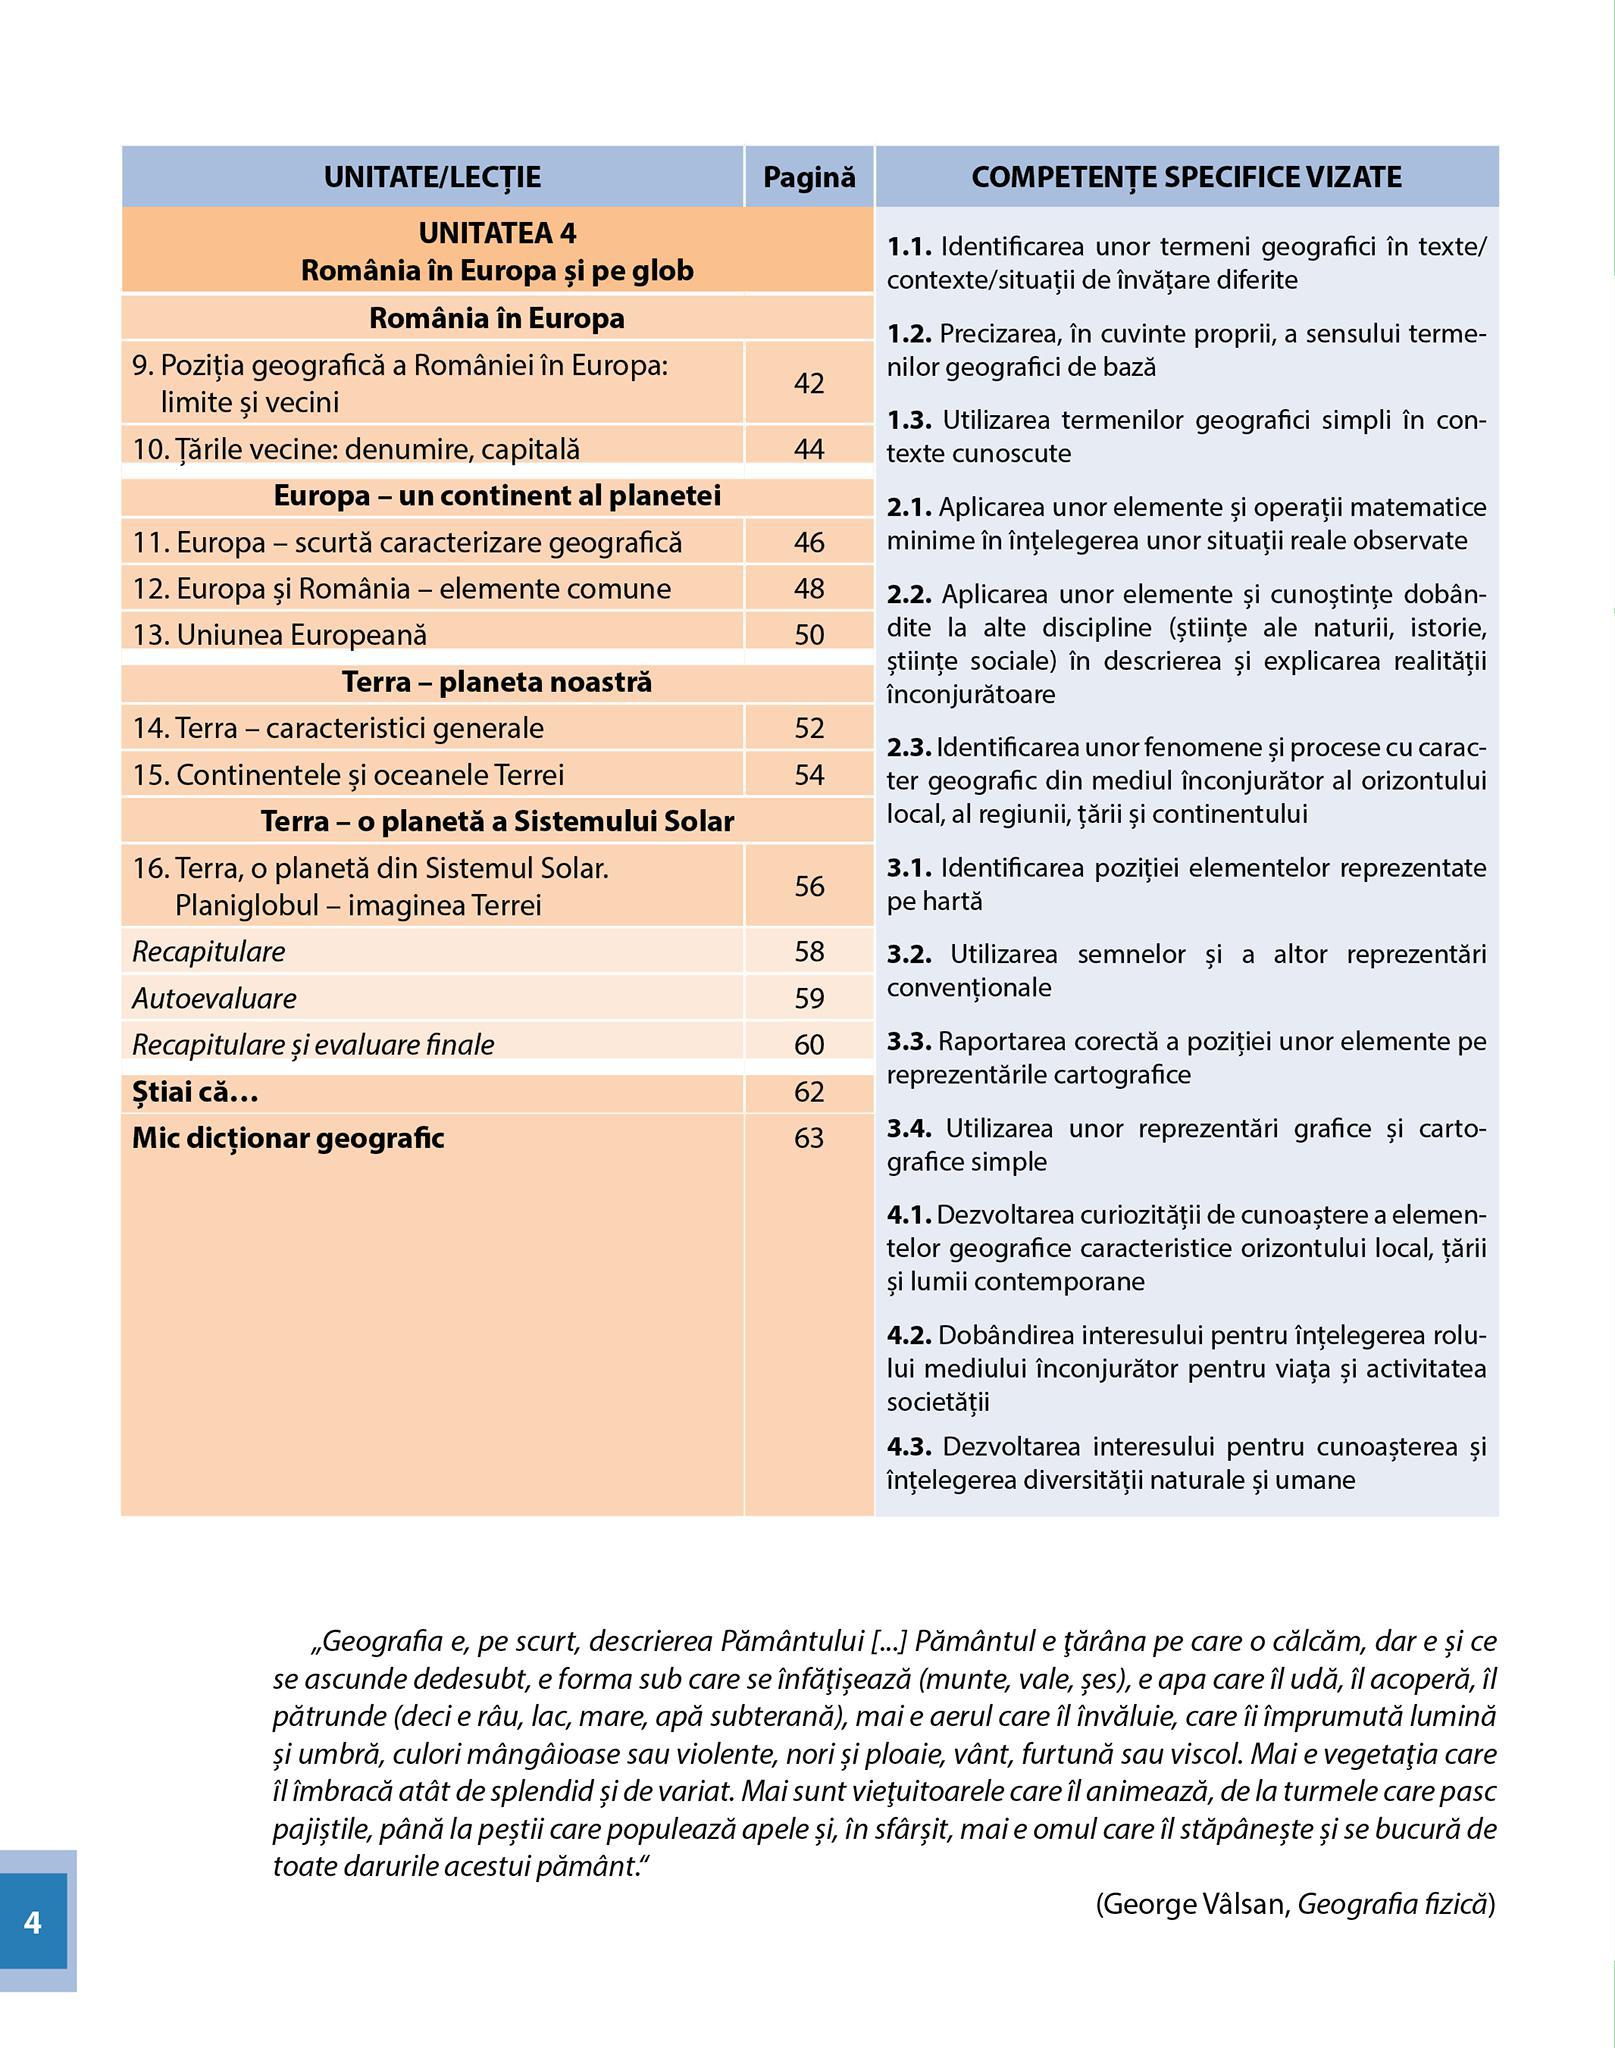 UNITATE/LECȚIE
Pagină
COMPETENȚE SPECIFICE VIZATE
UNITATEA 4
România în Europa și pe glob
România în Europa
9. Poziția geografică a României în Europa:
limite și vecini
42
10. Țările vecine: denumire, capitală
44
Europa – un continent al planetei
11. Europa – scurtă caracterizare geografică
46
12. Europa și România – elemente comune
48
13. Uniunea Europeană
50
Terra – planeta noastră
14. Terra – caracteristici generale
52
15. Continentele și oceanele Terrei
54
Terra – o planetă a Sistemului Solar
16. Terra, o planetă din Sistemul Solar.
Planiglobul – imaginea Terrei
56
Recapitulare
58
Autoevaluare
59
Recapitulare și evaluare finale
60
Știai că...
62
Mic dicționar geografic
63
1.1. Identificarea unor termeni geografici în texte/
contexte/situații de învățare diferite
1.2. Precizarea, în cuvinte proprii, a sensului terme-
nilor geografici de bază
1.3. Utilizarea termenilor geografici simpli în con-
texte cunoscute
2.1. Aplicarea unor elemente și operații matematice
minime în înțelegerea unor situații reale observate
2.2. Aplicarea unor elemente și cunoștințe dobân-
dite la alte discipline (științe ale naturii, istorie,
științe sociale) în descrierea și explicarea realității
înconjurătoare
2.3. Identificarea unor fenomene și procese cu carac-
ter geografic din mediul înconjurător al orizontului
local, al regiunii, țării și continentului
3.1. Identificarea poziției elementelor reprezentate
pe hartă
3.2. Utilizarea semnelor și a altor reprezentări
convenționale
3.3. Raportarea corectă a poziției unor elemente pe
reprezentările cartografice
3.4. Utilizarea unor reprezentări grafice și carto-
grafice simple
4.1. Dezvoltarea curiozității de cunoaștere a elemen-
telor geografice caracteristice orizontului local, țării
și lumii contemporane
4.2. Dobândirea interesului pentru înțelegerea rolu-
lui mediului înconjurător pentru viața și activitatea
societății
4.3. Dezvoltarea interesului pentru cunoașterea și
înțelegerea diversității naturale și umane
„Geografia e, pe scurt, descrierea Pământului [...] Pământul e ţărâna pe care o călcăm, dar e și ce
se ascunde dedesubt, e forma sub care se înfăţișează (munte, vale, șes), e apa care îl udă, îl acoperă, îl
pătrunde (deci e râu, lac, mare, apă subterană), mai e aerul care îl învăluie, care îi împrumută lumină
și umbră, culori mângâioase sau violente, nori și ploaie, vânt, furtună sau viscol. Mai e vegetaţia care
îl îmbracă atât de splendid și de variat. Mai sunt vieţuitoarele care îl animează, de la turmele care pasc
pajiștile, până la peștii care populează apele și, în sfârșit, mai e omul care îl stăpânește și se bucură de
toate darurile acestui pământ.“
(George Vâlsan, Geografia fizică)
4